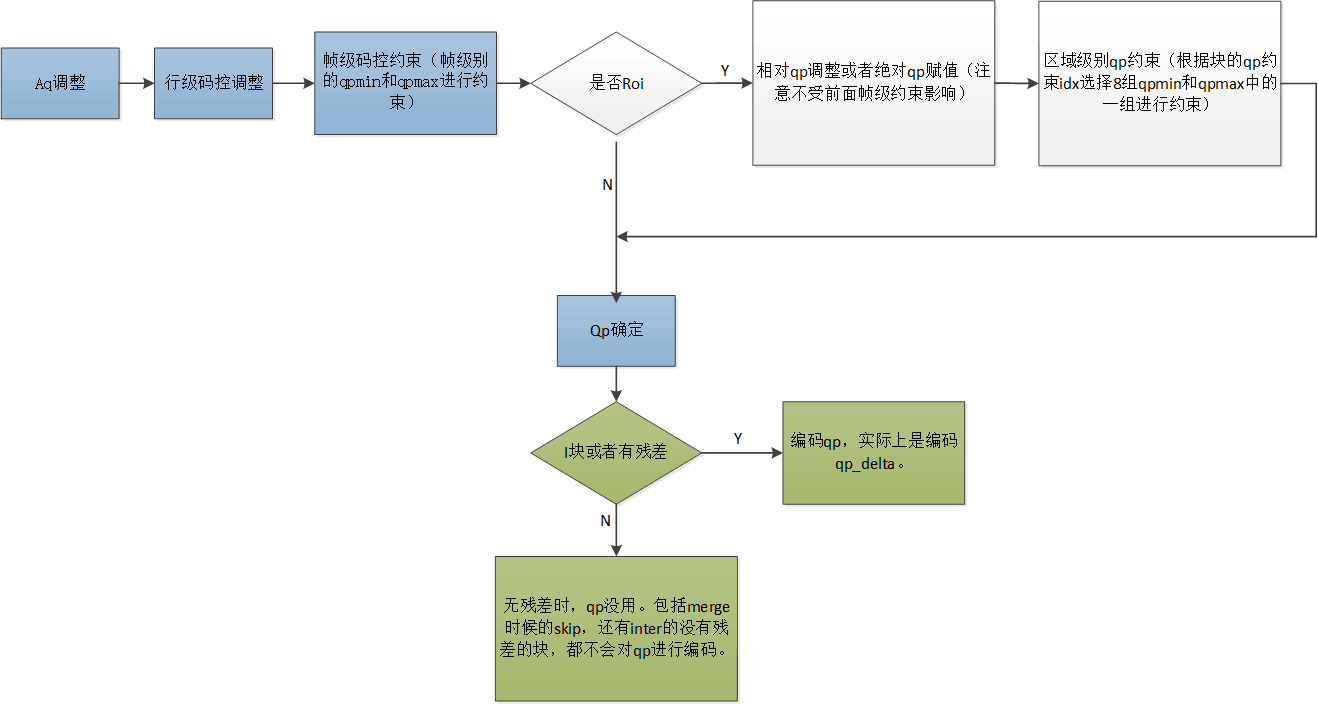 Aq调整
行级码控调整
帧级码控约束（帧级别
的qpmin和qpmax进行约
束）
是否Roi
Y
相对qp调整或者绝对qp赋值（注
意不受前面帧级约束影响）
区域级别qp约束（根据块的qp约
束idx选择8组qpmin和qpmax中的
一组进行约束）
N
Qp确定
I块或者有残差
Y
编码qp，实际上是编码
qp_delta。
N
无残差时，qp没用。包括merge
时候的skip，还有inter的没有残
差的块，都不会对qp进行编码。